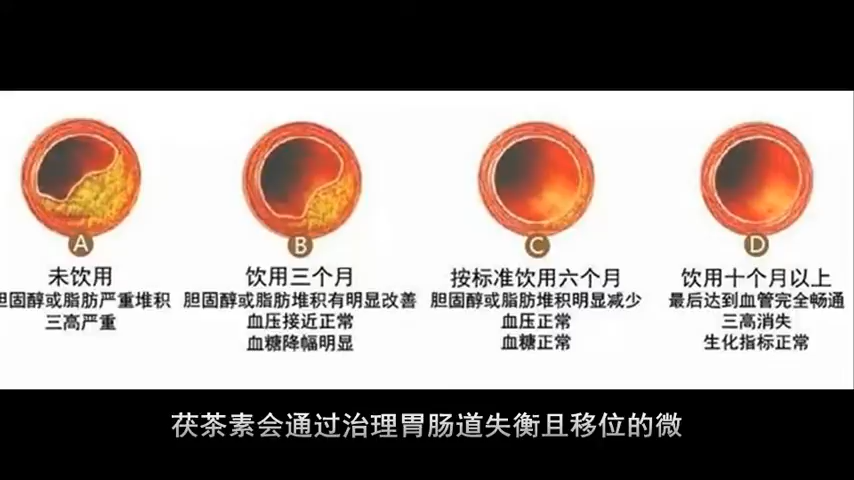 A
B
C
D
未饮用
胆固醇或脂肪严重堆积
三高严重
饮用三个月
胆固醇或脂肪堆积有明显改善
血压接近正常
血糖降幅明显
按标准饮用六个月
胆固醇或脂肪堆积明显减少
血压正常
血糖正常
饮用十个月以上
最后达到血管完全畅通
三高消失
生化指标正常
茯茶素会通过治理胃肠道失衡且移位的微